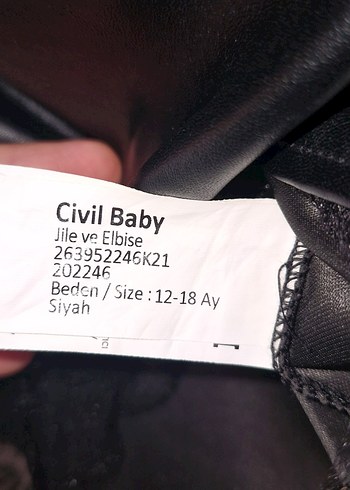 Civil Baby
Jile ve Elbise
263952246K21
202246
Beden / Size : 12-18 Ay
Siyah